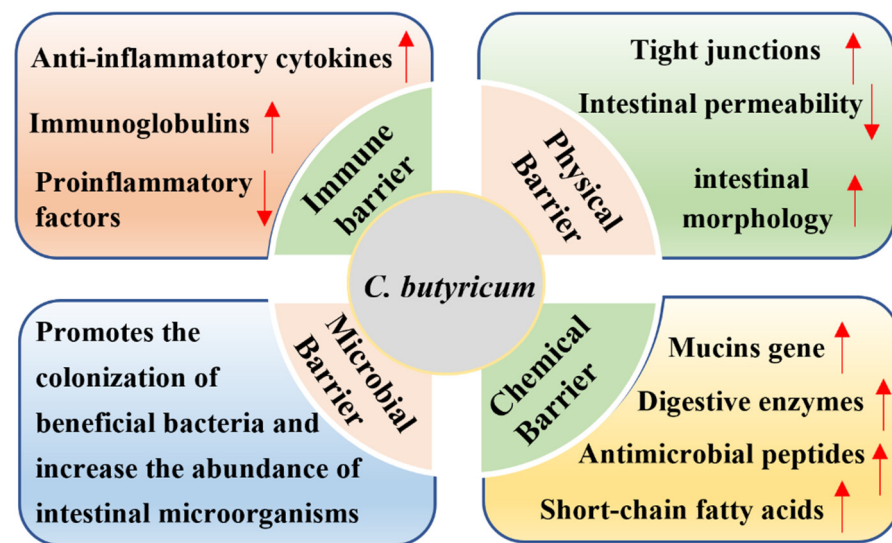 Anti-inflammatory cytokines
Immunoglobulins
Proinflammatory
factors
Immune
barrier
Tight junctions
Intestinal permeability
intestinal
morphology
Physical
Barrier
C. butyricum
Promotes the
colonization of
beneficial bacteria and
increase the abundance of
intestinal microorganisms
Microbial
Barrier
Mucins gene
Digestive enzymes
Antimicrobial peptides
Short-chain fatty acids
Chemical
Barrier